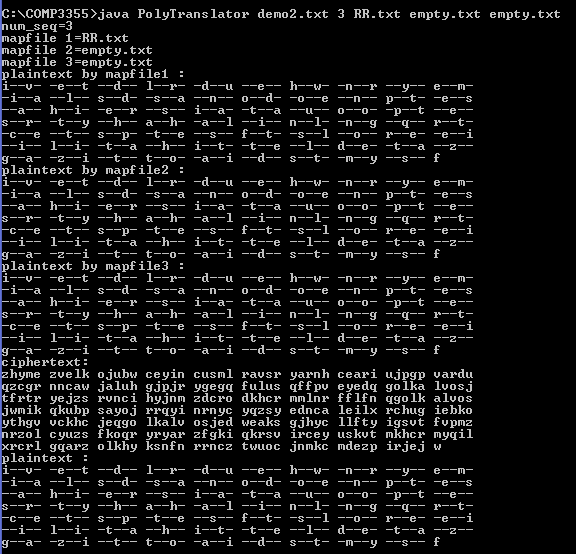 C:\COMP3355>java PolyTranslator demo2.txt 3 RR.txt empty.txt empty.txt
num_seq=3
mapfile 1=RR.txt
mapfile 2=empty.txt
mapfile 3=empty.txt
plaintext by mapfile1 :
i--v- -e--t --d-- l--r- -d--u --e-- h--w- -n--r --y-- e--m-
-i--a --l-- s--d- -s--a --n-- o--d- -o--e --n-- p--t- -e--s
--a-- h--i- -e--r --s-- i--a- -t--a --u-- o--o- -p--t --e--
s--r- -t--y --h-- a--h- -a--l --i-- n--l- -n--g --q-- r--t-
-c--e --t-- s--p- -t--e --s-- f--t- -s--l --o-- r--e- -e--i
--i-- l--i- -t--a --h-- i--t- -t--e --l-- d--e- -t--a --z--
g--a- -z--i --t-- t--o- -a--i --d-- s--t- -m--y --s-- f
plaintext by mapfile2 :
i--v- -e--t --d-- l--r- -d--u --e-- h--w- -n--r --y-- e--m-
-i--a --l-- s--d- -s--a --n-- o--d- -o--e --n-- p--t- -e--s
--a-- h--i- -e--r --s-- i--a- -t--a --u-- o--o- -p--t --e--
s--r- -t--y --h-- a--h- -a--l --i-- n--l- -n--g --q-- r--t-
-c--e --t-- s--p- -t--e --s-- f--t- -s--l --o-- r--e- -e--i
--i-- l--i- -t--a --h-- i--t- -t--e --l-- d--e- -t--a --z--
g--a- -z--i --t-- t--o- -a--i --d-- s--t- -m--y --s-- f
plaintext by mapfile3 :
i--v- -e--t --d-- l--r- -d--u --e-- h--w- -n--r --y-- e--m-
-i--a --l-- s--d- -s--a --n-- o--d- -o--e --n-- p--t- -e--s
--a-- h--i- -e--r --s-- i--a- -t--a --u-- o--o- -p--t --e--
s--r- -t--y --h-- a--h- -a--l --i-- n--l- -n--g --q-- r--t-
-c--e --t-- s--p- -t--e --s-- f--t- -s--l --o-- r--e- -e--i
--i-- l--i- -t--a --h-- i--t- -t--e --l-- d--e- -t--a --z--
g--a- -z--i --t-- t--o- -a--i --d-- s--t- -m--y --s-- f
ciphertext:
zhyme zvelk ojubw ceyin cusml ravsr yarnh ceari ujpgp vardu
qzcgr nncaw jaluh gjpjr ygegq fulus qffpv eyedq golka lvosj
tfrtr yejzs rvnci hyjnm zdcro dkhcr mmlnr fflfn qgolk alvos
jwmik qkubp sayoj rrqyi nrnyc yqzsy ednca leilx rchug iebko
ythgv vckhc jeqgo lkalv osjed weaks gjhyc llfty igsvt fvpmz
nrzol cyuzs fkoqr yryar zfgki qkrsv ircey uskvt mkhcr myqil
xrcrl gqarz olkhy ksnfn rrncz twuoc jnmkc mdezp irjej w
plaintext :
i--v- -e--t --d-- l--r- -d--u --e-- h--w- -n--r --y-- e--m-
-i--a --l-- s--d- -s--a --n-- o--d- -o--e --n-- p--t- -e--s
--a-- h--i- -e--r --s-- i--a- -t--a --u-- o--o- -p--t --e--
s--r- -t--y --h-- a--h- -a--l --i-- n--l- -n--g --q-- r--t-
-c--e --t-- s--p- -t--e --s-- f--t- -s--l --o-- r--e- -e--i
--i-- l--i- -t--a --h-- i--t- -t--e --l-- d--e- -t--a --z--
g--a- -z--i --t-- t--o- -a--i --d-- s--t- -m--y --s-- f